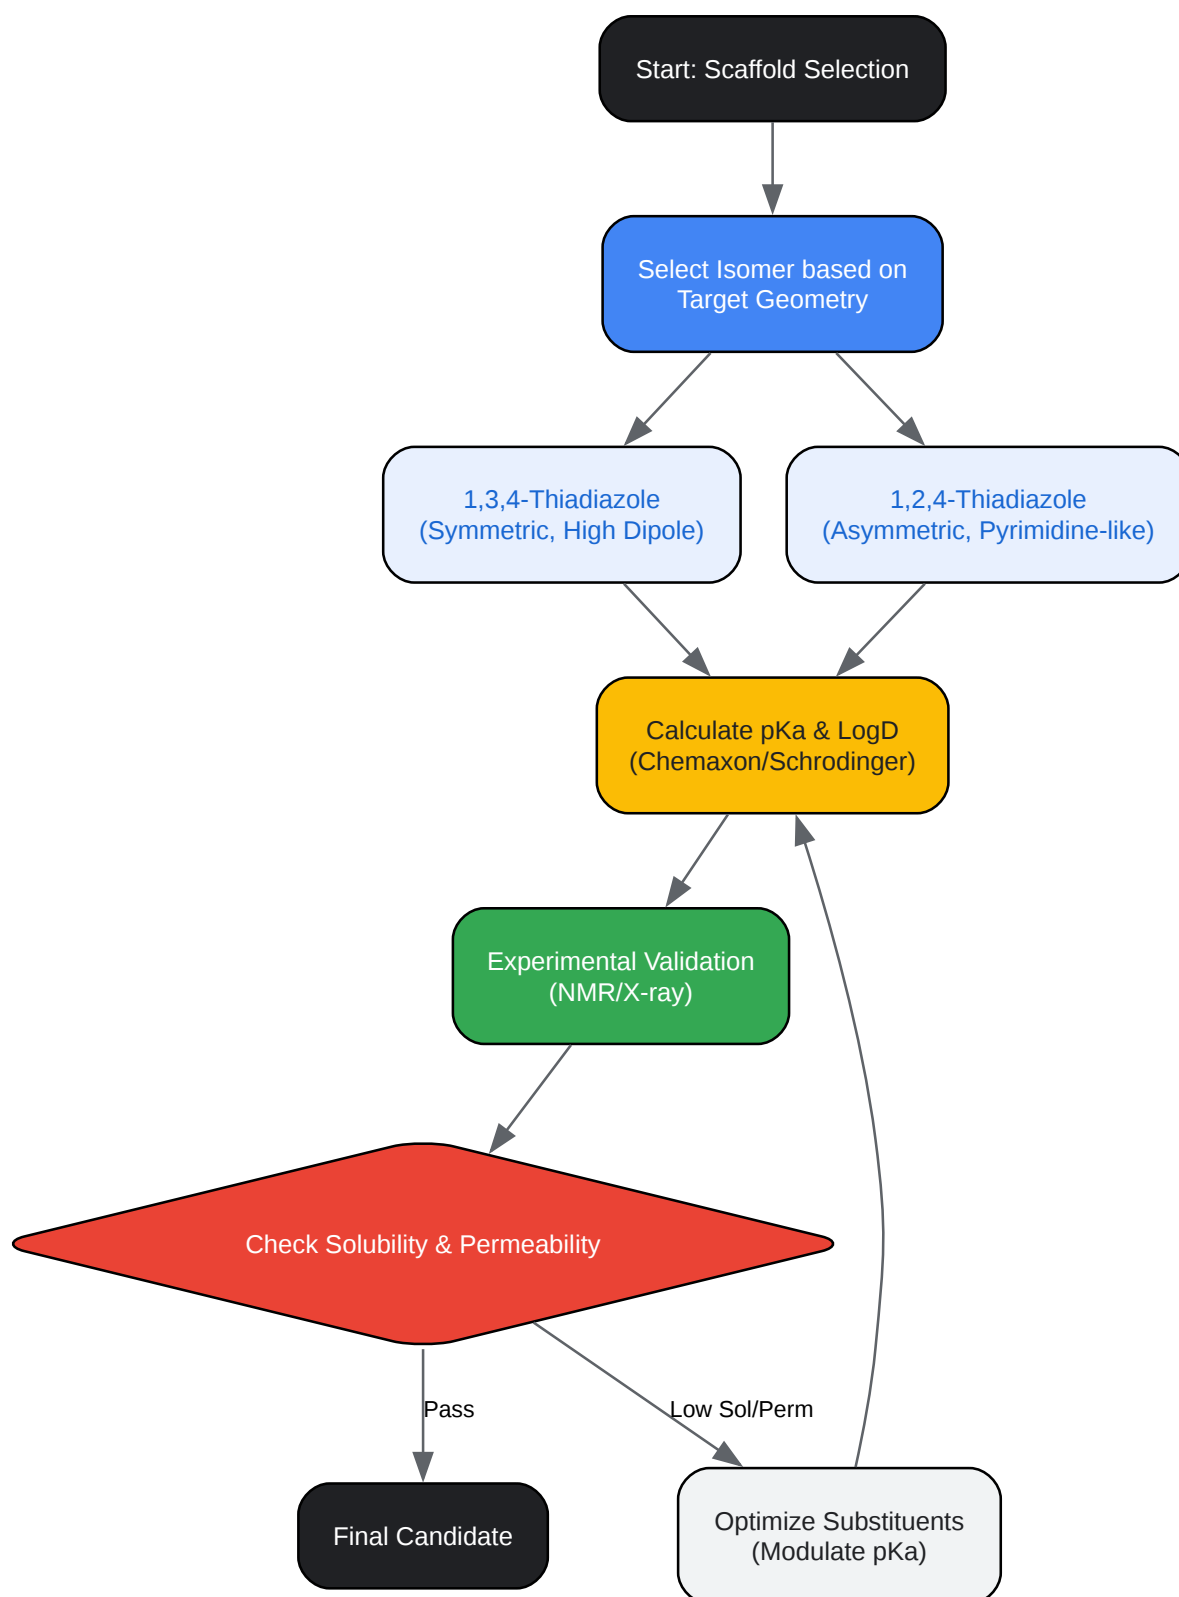 Start: Scaffold Selection
Select Isomer based on
Target Geometry
1,3,4-Thiadiazole
(Symmetric, High Dipole)
1,2,4-Thiadiazole
(Asymmetric, Pyrimidine-like)
Calculate pKa & LogD
(Chemaxon/Schrodinger)
Experimental Validation
(NMR/X-ray)
Check Solubility & Permeability
Pass
Low Sol/Perm
Final Candidate
Optimize Substituents
(Modulate pKa)